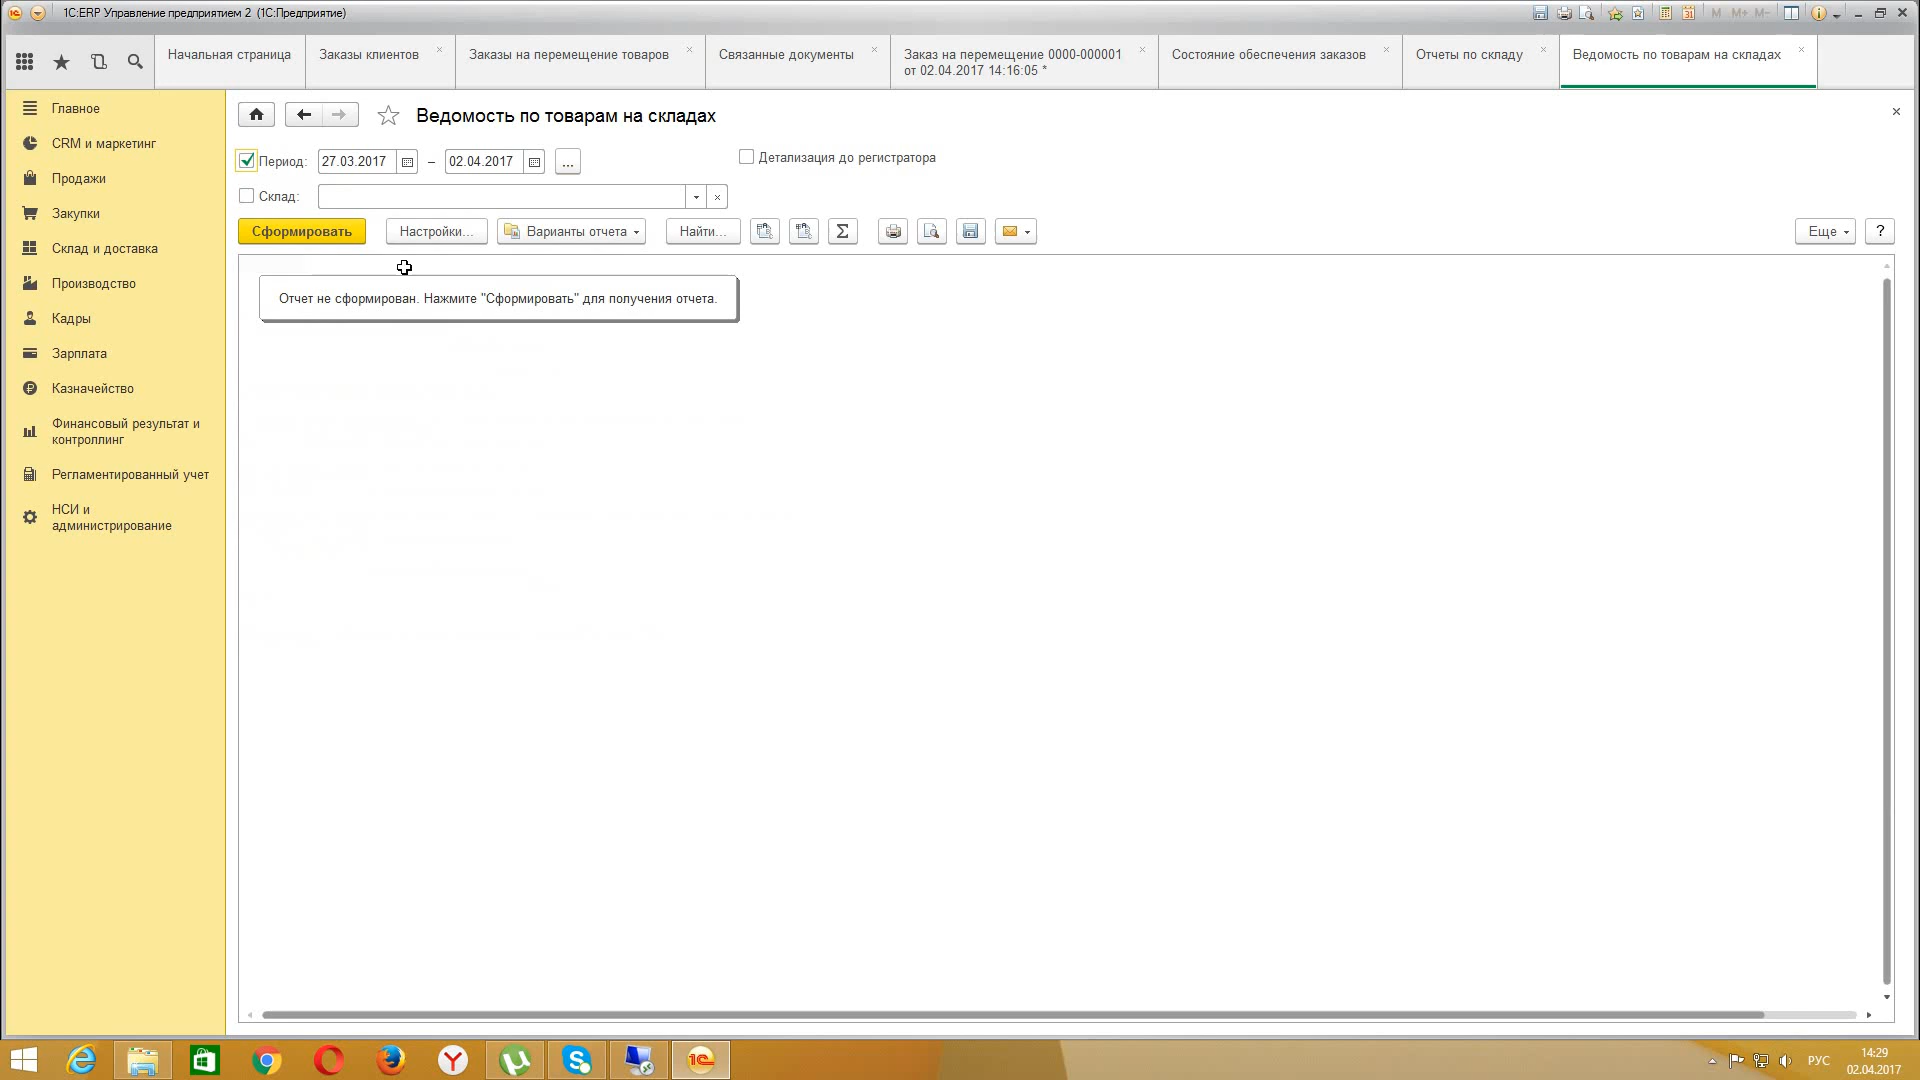 1С:ERP Управление предприятием 2 (1С:Предприятие)
M M+ M-
Начальная страница
Заказы клиентов
Заказы на перемещение товаров
Связанные документы
Заказ на перемещение 0000-000001
от 02.04.2017 14:16:05 *
Состояние обеспечения заказов
Отчеты по складу
Ведомость по товарам на складах
Главное
CRM и маркетинг
Продажи
Закупки
Склад и доставка
Производство
Кадры
Зарплата
Казначейство
Финансовый результат и
контроллинг
Регламентированный учет
НСИ и
администрирование
Ведомость по товарам на складах
Период: 27.03.2017 – 02.04.2017 ...
Детализация до регистратора
Склад:
Сформировать
Настройки...
Варианты отчета
Найти...
Σ
Еще
?
Отчет не сформирован. Нажмите "Сформировать" для получения отчета.
РУС
14:29
02.04.2017